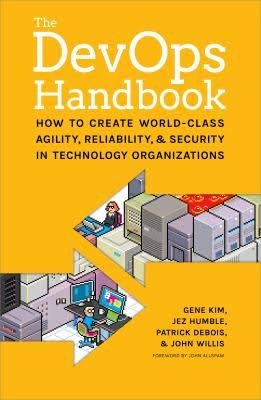 The
DevOps
Handbook
HOW TO CREATE WORLD-CLASS
AGILITY, RELIABILITY, & SECURITY
IN TECHNOLOGY ORGANIZATIONS
GENE KIM,
JEZ HUMBLE,
PATRICK DEBOIS,
& JOHN WILLIS
FOREWORD BY JOHN ALLSPAW